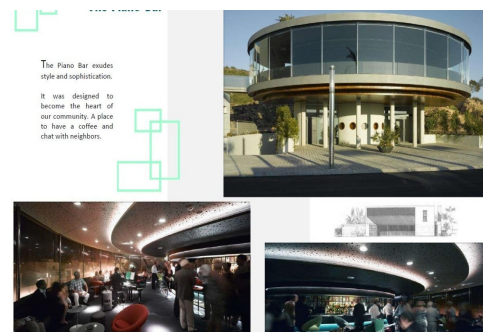 The Piano Bar
The Piano Bar exudes
style and sophistication.
It was designed to
become the heart of
our community. A place
to have a coffee and
chat with neighbors.